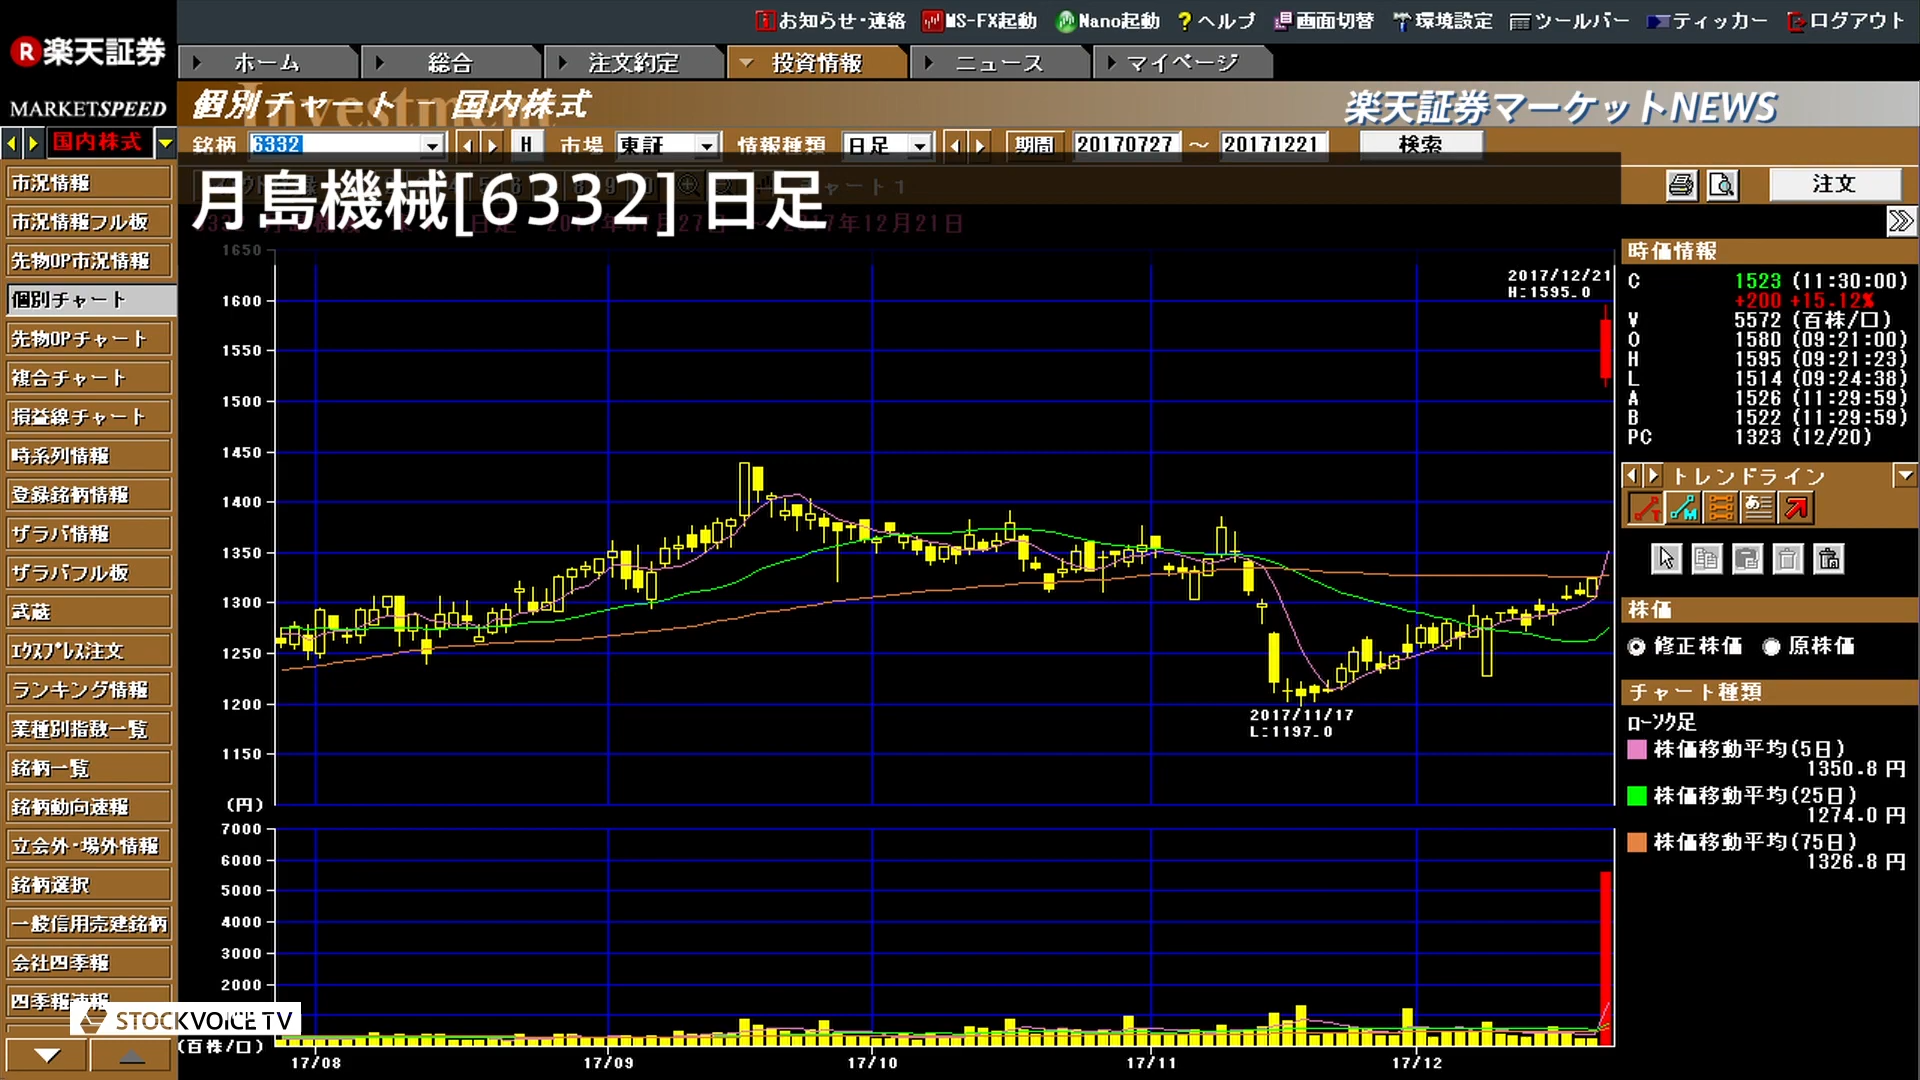 お知らせ・連絡 MS-FX起動 Nano起動 ヘルプ 画面切替 環境設定 ツールバー ティッカー ログアウト
R楽天証券
MARKETSPEED
ホーム 総合 注文約定 投資情報 ニュース マイページ
個別チャート - 国内株式
楽天証券マーケットNEWS
国内株式
銘柄 6332 H 市場 東証 情報種類 日足 期間 20170727 ～ 20171221 検索
月島機械[6332]日足
注文
市況情報
市況情報フル板
先物OP市況情報
個別チャート
先物OPチャート
複合チャート
損益線チャート
時系列情報
登録銘柄情報
ザラバ情報
ザラバフル板
武蔵
エクスプレス注文
ランキング情報
業種別指数一覧
銘柄一覧
銘柄動向速報
立会外・場外情報
銘柄選択
一般信用売建銘柄
会社四季報
四季報速報
STOCKVOICE TV
1650
1600
1550
1500
1450
1400
1350
1300
1250
1200
1150
(円)
2017/12/21
H:1595.0
2017/11/17
L:1197.0
7000
6000
5000
4000
3000
2000
(百株/口)
17/08 17/09 17/10 17/11 17/12
時価情報
C 1523 (11:30:00)
+200 +15.12%
V 5572 (百株/口)
O 1580 (09:21:00)
H 1595 (09:21:23)
L 1514 (09:24:38)
A 1526 (11:29:59)
B 1522 (11:29:59)
PC 1323 (12/20)
トレンドライン
株価
修正株価 原株価
チャート種類
ローソク足
株価移動平均(5日)
1350.8 円
株価移動平均(25日)
1274.0 円
株価移動平均(75日)
1326.8 円